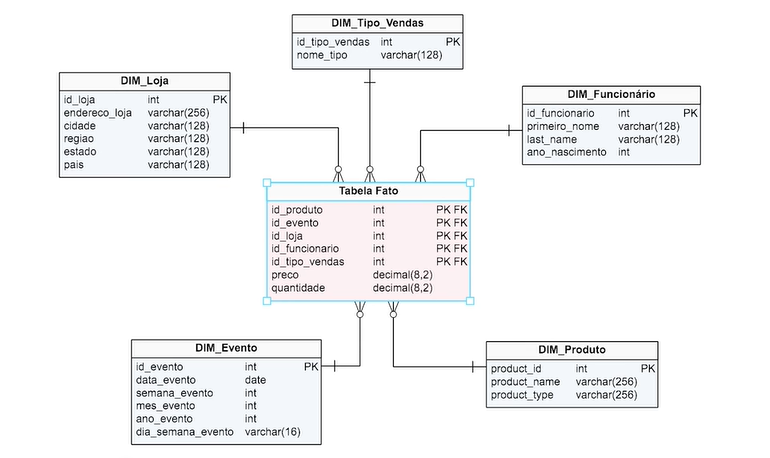 DIM_Tipo_Vendas
id_tipo_vendas int PK
nome_tipo varchar(128)
DIM_Loja
id_loja int PK
endereco_loja varchar(256)
cidade varchar(128)
regiao varchar(128)
estado varchar(128)
pais varchar(128)
DIM_Funcionário
id_funcionario int PK
primeiro_nome varchar(128)
last_name varchar(128)
ano_nascimento int
Tabela Fato
id_produto int PK FK
id_evento int PK FK
id_loja int PK FK
id_funcionario int PK FK
id_tipo_vendas int PK FK
preco decimal(8,2)
quantidade decimal(8,2)
DIM_Evento
id_evento int PK
data_evento date
semana_evento int
mes_evento int
ano_evento int
dia_semana_evento varchar(16)
DIM_Produto
product_id int PK
product_name varchar(256)
product_type varchar(256)